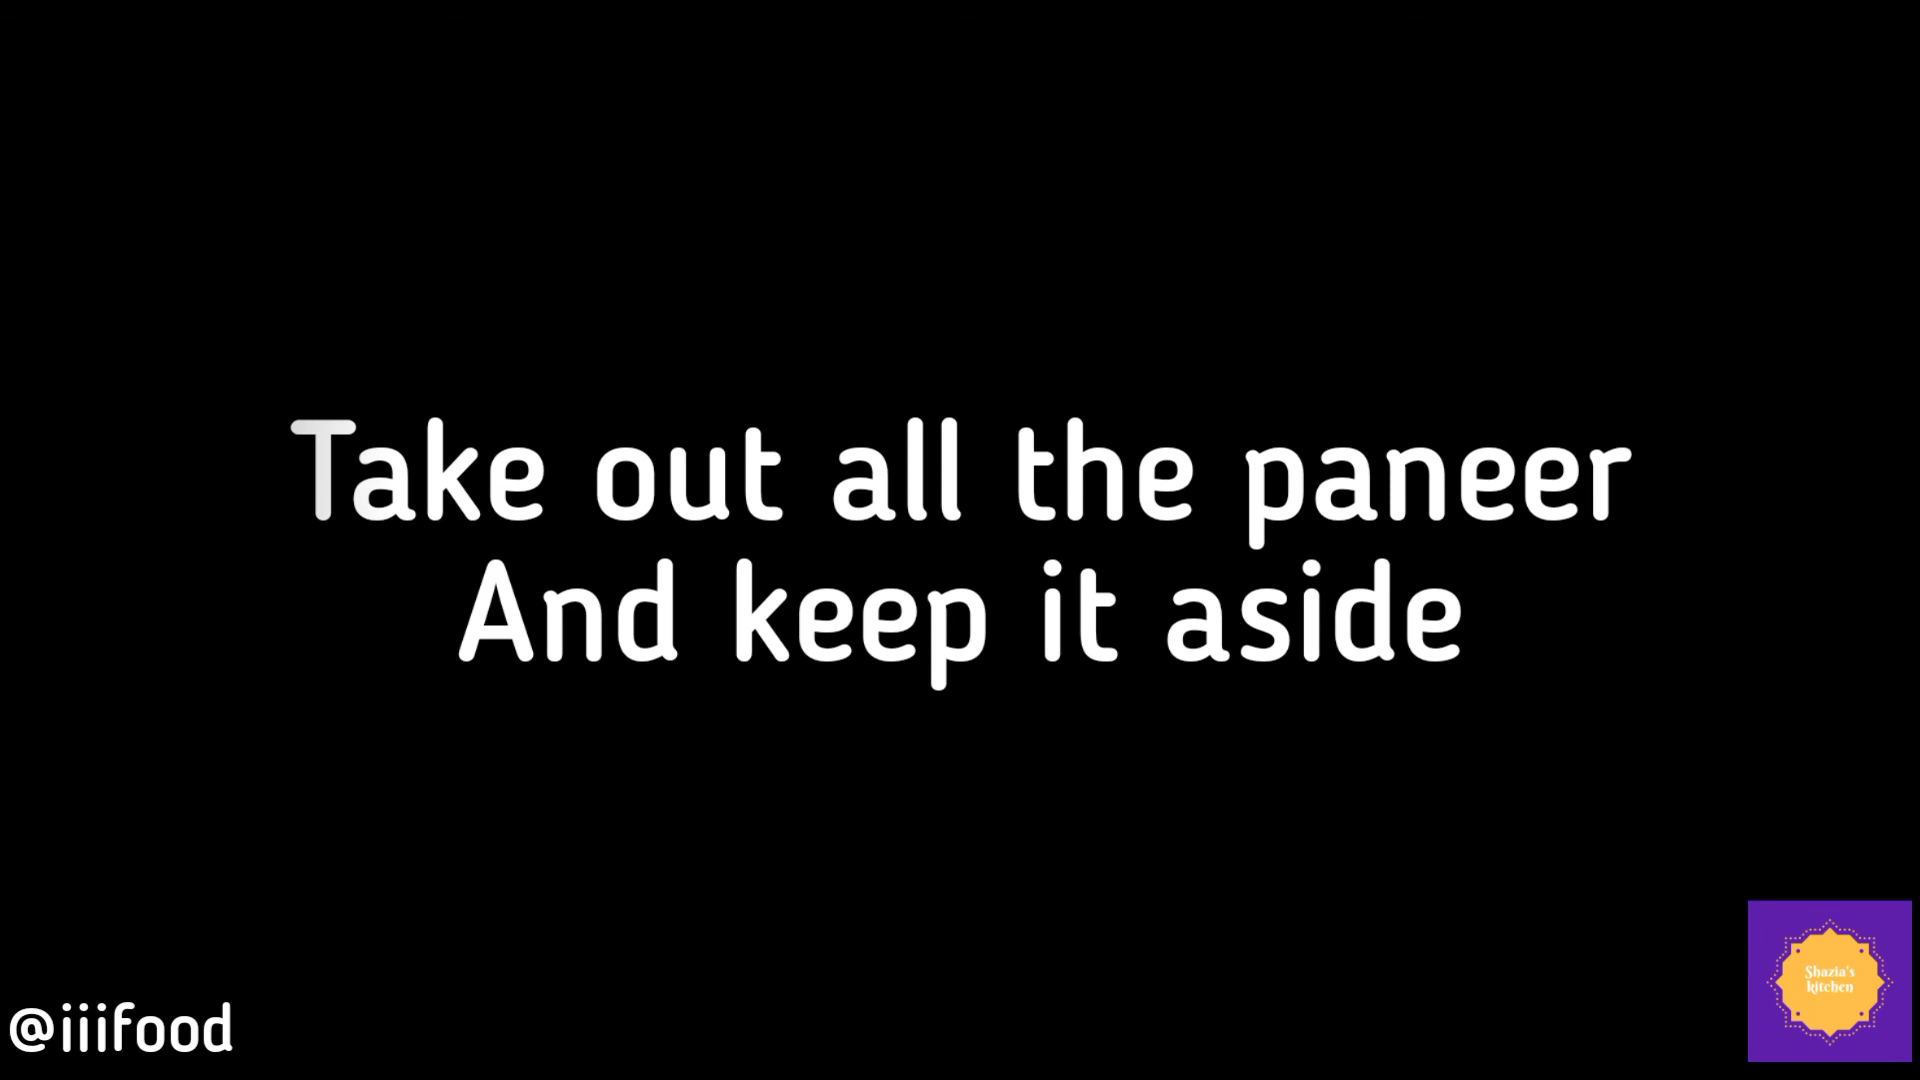 Take out all the paneer
And keep it aside
Shazia's
kitchen
@iiifood